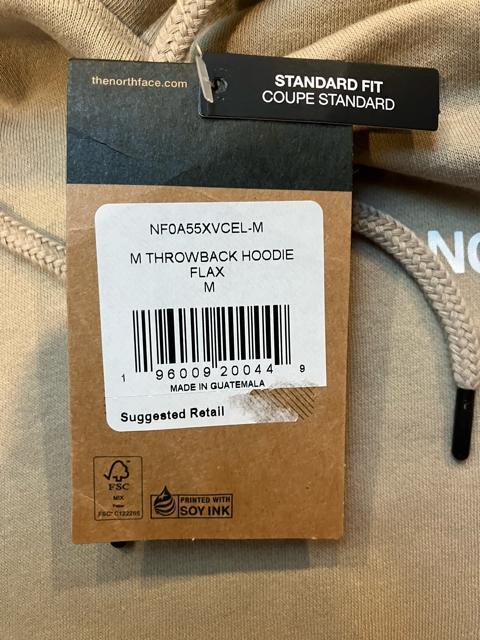 thenorthface.com
STANDARD FIT
COUPE STANDARD
NF0A55XVCEL-M
M THROWBACK HOODIE
FLAX
M
1 96009 20044 9
MADE IN GUATEMALA
Suggested Retail
FSC
MIX
Paper
FSC® C122265
PRINTED WITH
SOY INK
NO